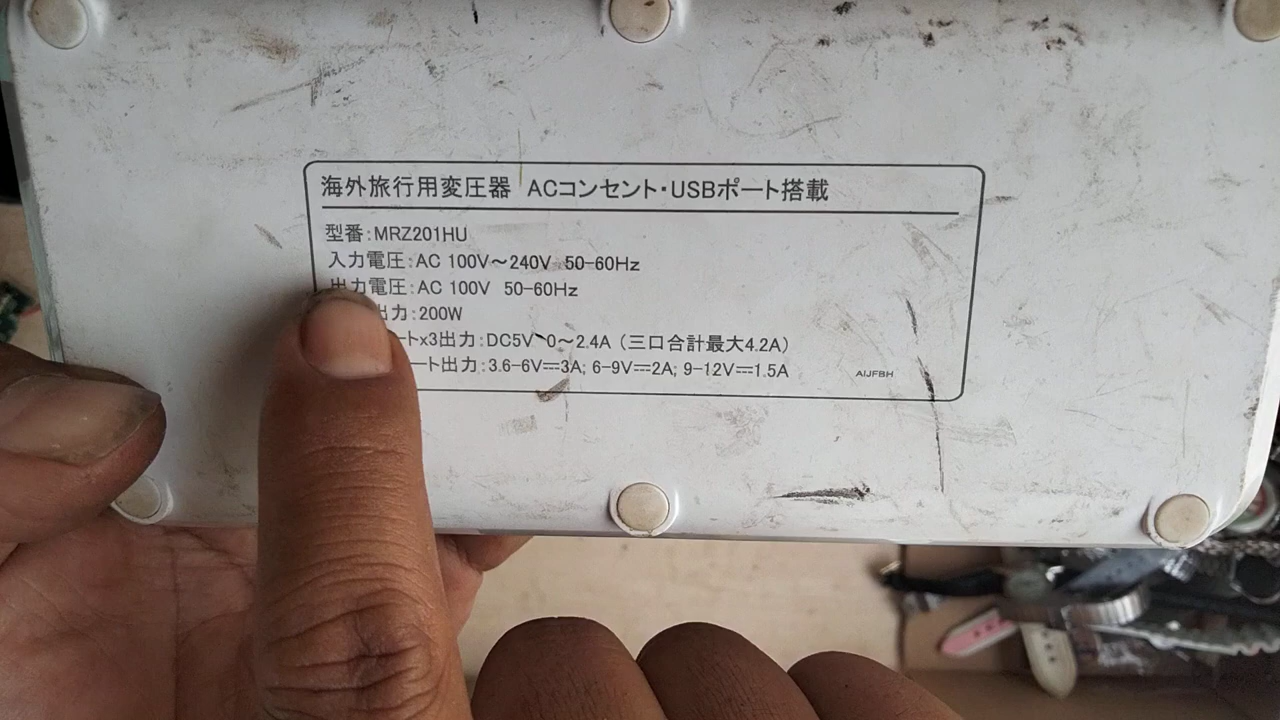 海外旅行用変圧器 ACコンセント・USBポート搭載
型番:MRZ201HU
入力電圧:AC 100V～240V 50-60Hz
出力電圧:AC 100V 50-60Hz
出力:200W
ートx3出力:DC5V 0～2.4A (三口合計最大4.2A)
ート出力:3.6-6V⎓3A; 6-9V⎓2A; 9-12V⎓1.5A
AIJFBH